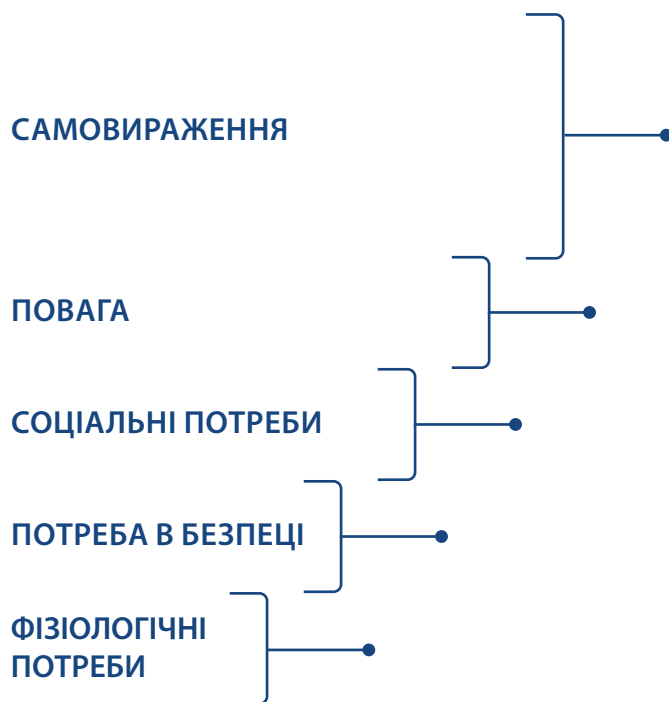 САМОВИРАЖЕННЯ
ПОВАГА
СОЦІАЛЬНІ ПОТРЕБИ
ПОТРЕБА В БЕЗПЕЦІ
ФІЗІОЛОГІЧНІ
ПОТРЕБИ